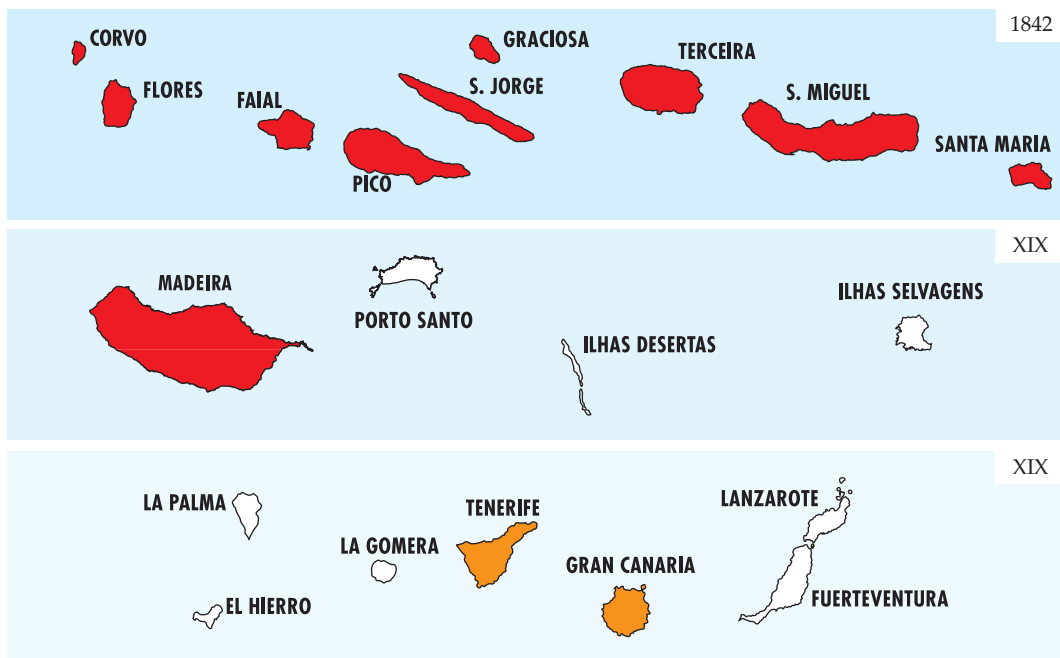 1842
CORVO
GRACIOSA
TERCEIRA
FLORES
S. JORGE
FAIAL
S. MIGUEL
SANTA MARIA
PICO
XIX
MADEIRA
ILHAS SELVAGENS
PORTO SANTO
ILHAS DESERTAS
XIX
LA PALMA
LANZAROTE
TENERIFE
LA GOMERA
GRAN CANARIA
EL HIERRO
FUERTEVENTURA